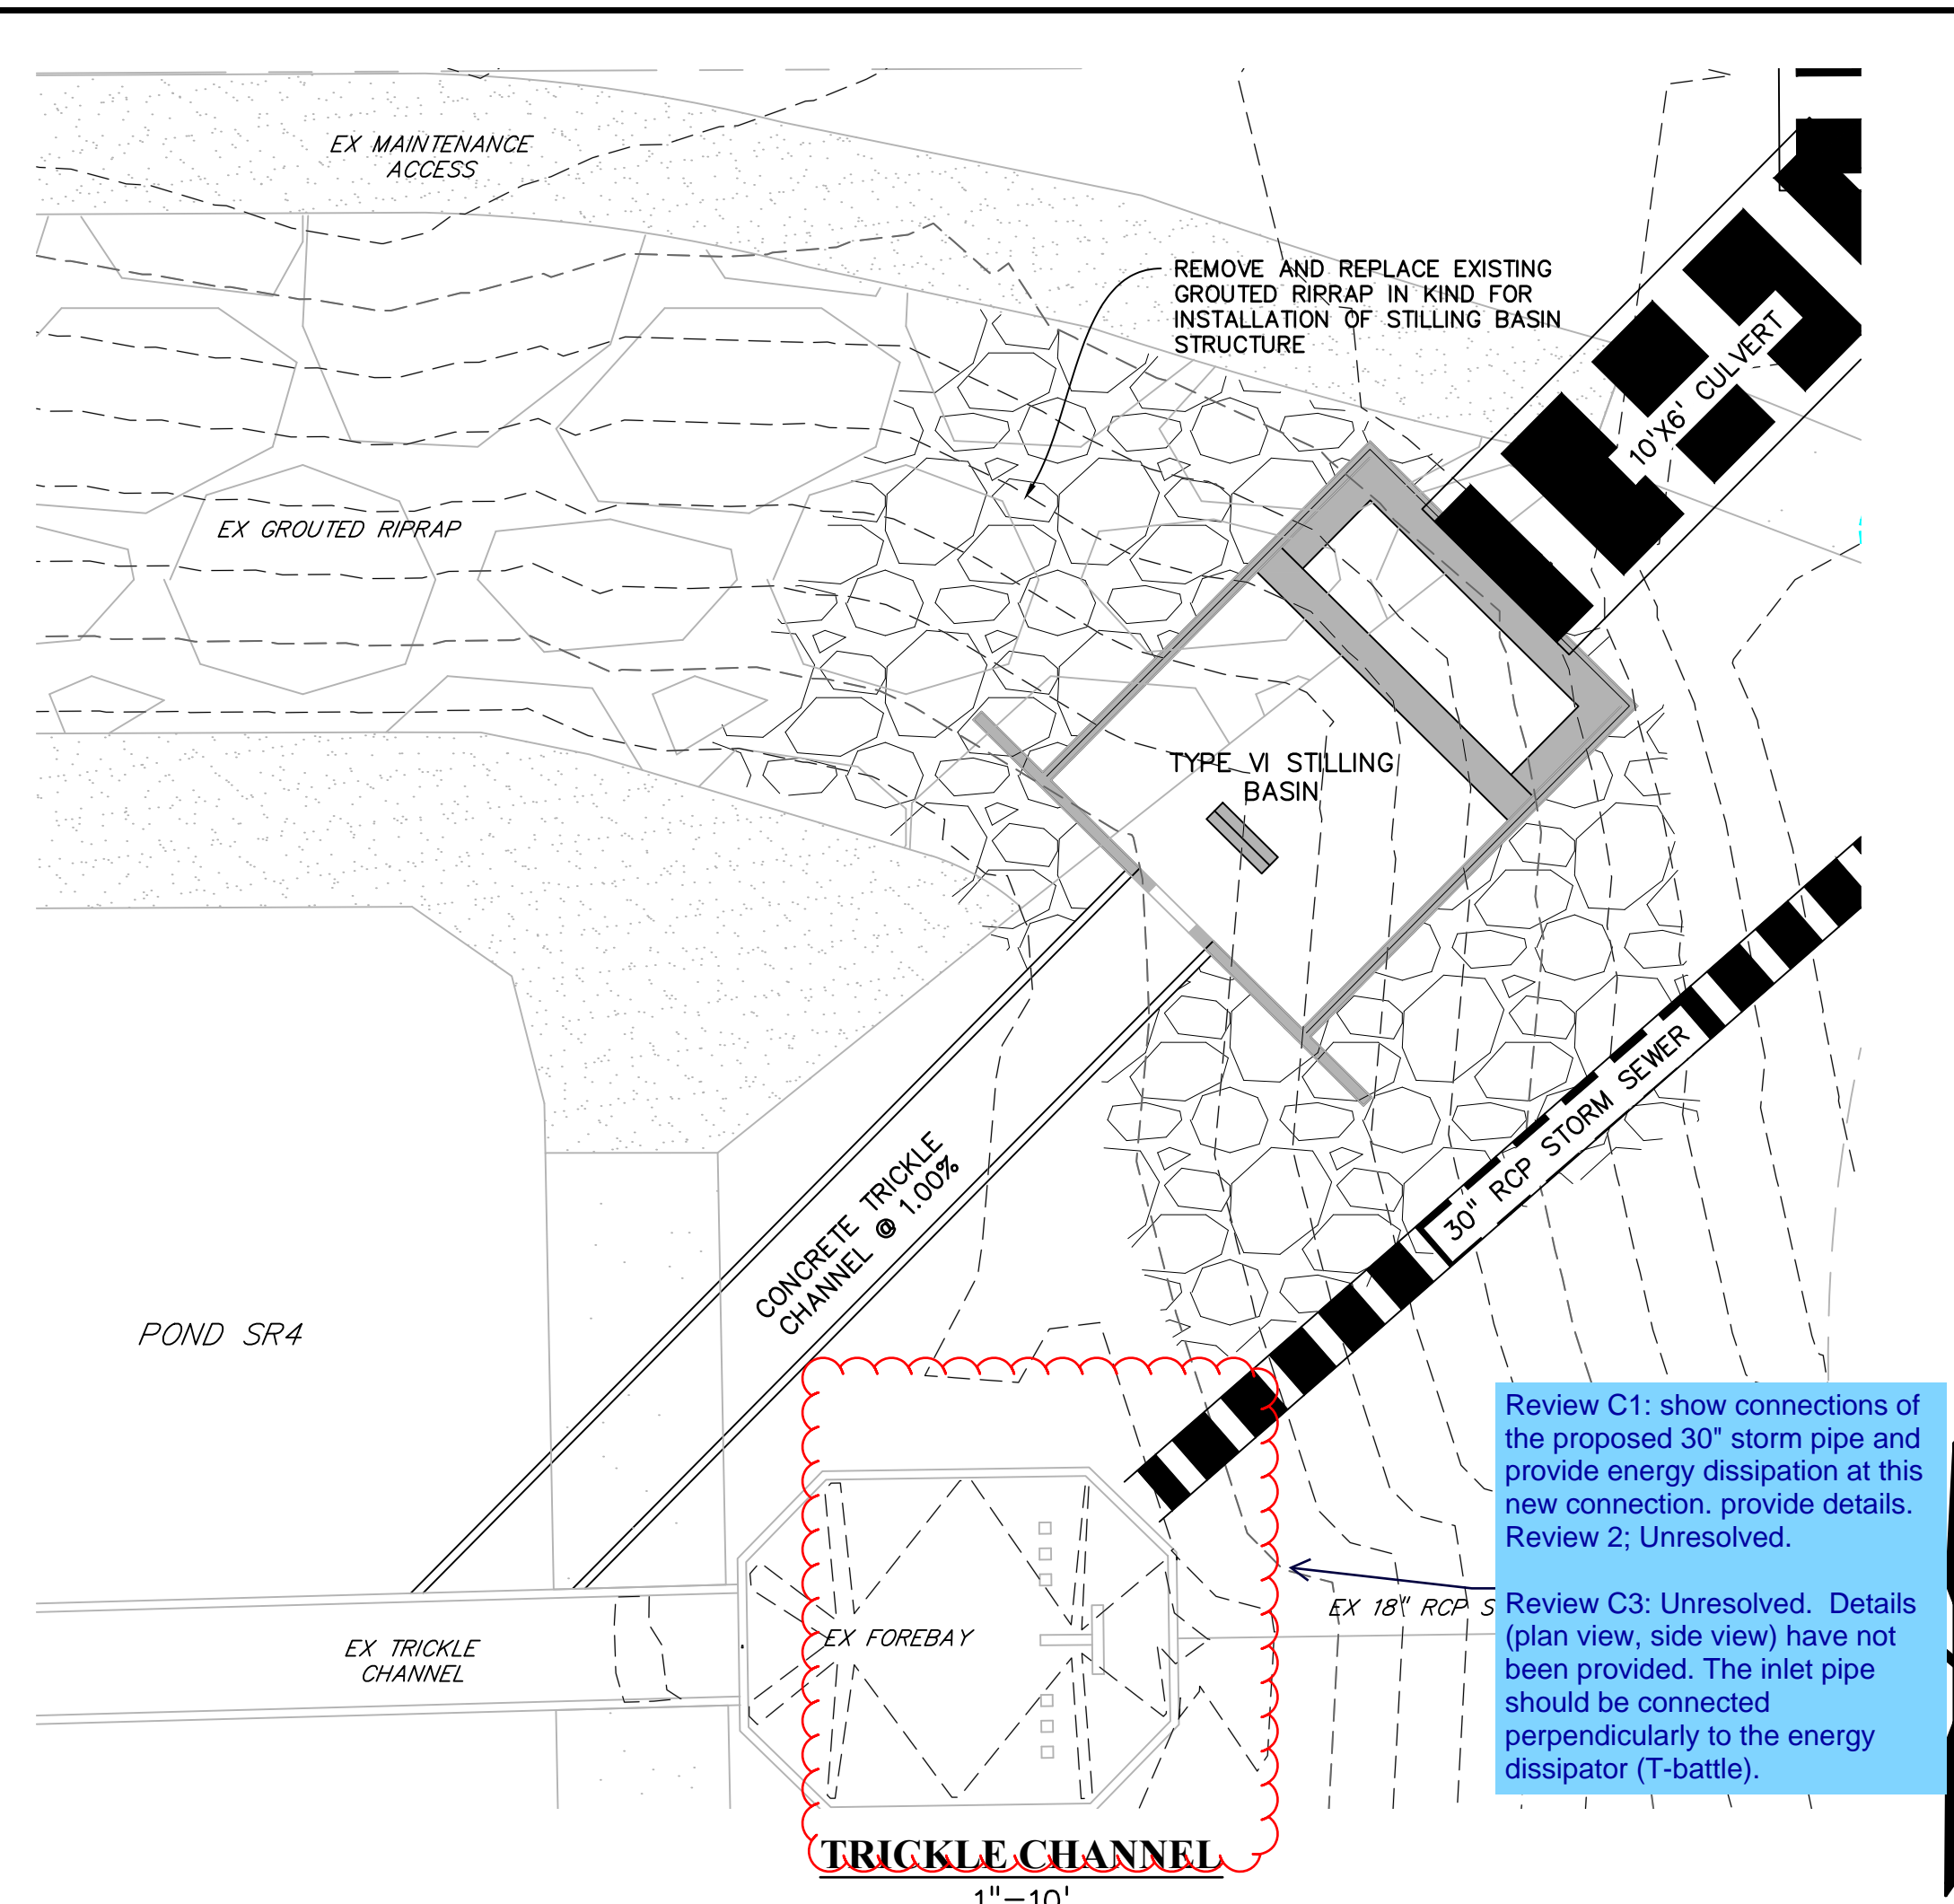 EX MAINTENANCE
ACCESS
REMOVE AND REPLACE EXISTING
GROUTED RIPRAP IN KIND FOR
INSTALLATION OF STILLING BASIN
STRUCTURE
10'X6' CULVERT
EX GROUTED RIPRAP
TYPE VI STILLING
BASIN
30" RCP STORM SEWER
CONCRETE TRICKLE
CHANNEL @ 1.00%
POND SR4
Review C1: show connections of
the proposed 30" storm pipe and
provide energy dissipation at this
new connection. provide details.
Review 2; Unresolved.
Review C3: Unresolved.  Details
(plan view, side view) have not
been provided. The inlet pipe
should be connected
perpendicularly to the energy
dissipator (T-battle).
EX 18" RCP S
EX FOREBAY
EX TRICKLE
CHANNEL
TRICKLE CHANNEL
1"=10'